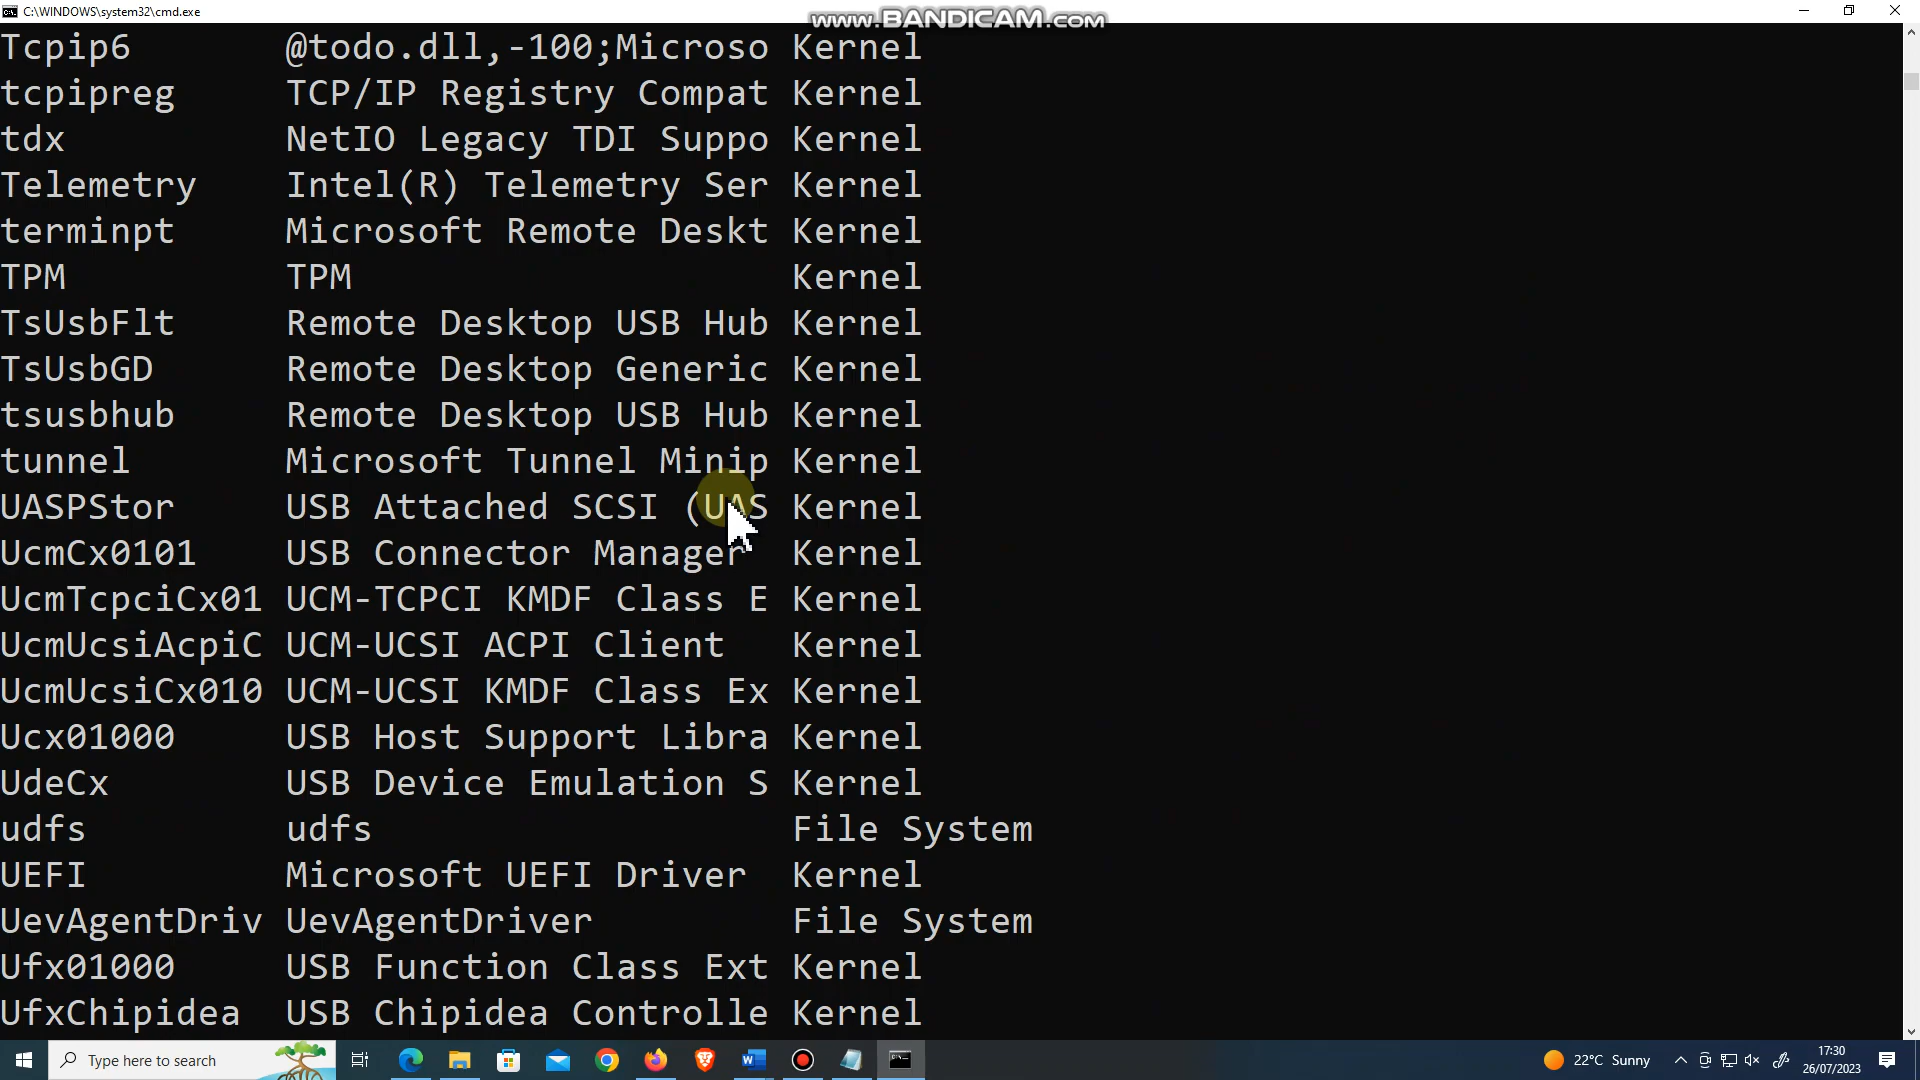 C:\WINDOWS\system32\cmd.exe
www.BANDICAM.com
Tcpip6 @todo.dll,-100;Microso Kernel
tcpipreg TCP/IP Registry Compat Kernel
tdx NetIO Legacy TDI Suppo Kernel
Telemetry Intel(R) Telemetry Ser Kernel
terminpt Microsoft Remote Deskt Kernel
TPM TPM Kernel
TsUsbFlt Remote Desktop USB Hub Kernel
TsUsbGD Remote Desktop Generic Kernel
tsusbhub Remote Desktop USB Hub Kernel
tunnel Microsoft Tunnel Minip Kernel
UASPStor USB Attached SCSI (UAS Kernel
UcmCx0101 USB Connector Manager Kernel
UcmTcpciCx01 UCM-TCPCI KMDF Class E Kernel
UcmUcsiAcpiC UCM-UCSI ACPI Client Kernel
UcmUcsiCx010 UCM-UCSI KMDF Class Ex Kernel
Ucx01000 USB Host Support Libra Kernel
UdeCx USB Device Emulation S Kernel
udfs udfs File System
UEFI Microsoft UEFI Driver Kernel
UevAgentDriv UevAgentDriver File System
Ufx01000 USB Function Class Ext Kernel
UfxChipidea USB Chipidea Controlle Kernel
Type here to search
22°C Sunny
17:30
26/07/2023